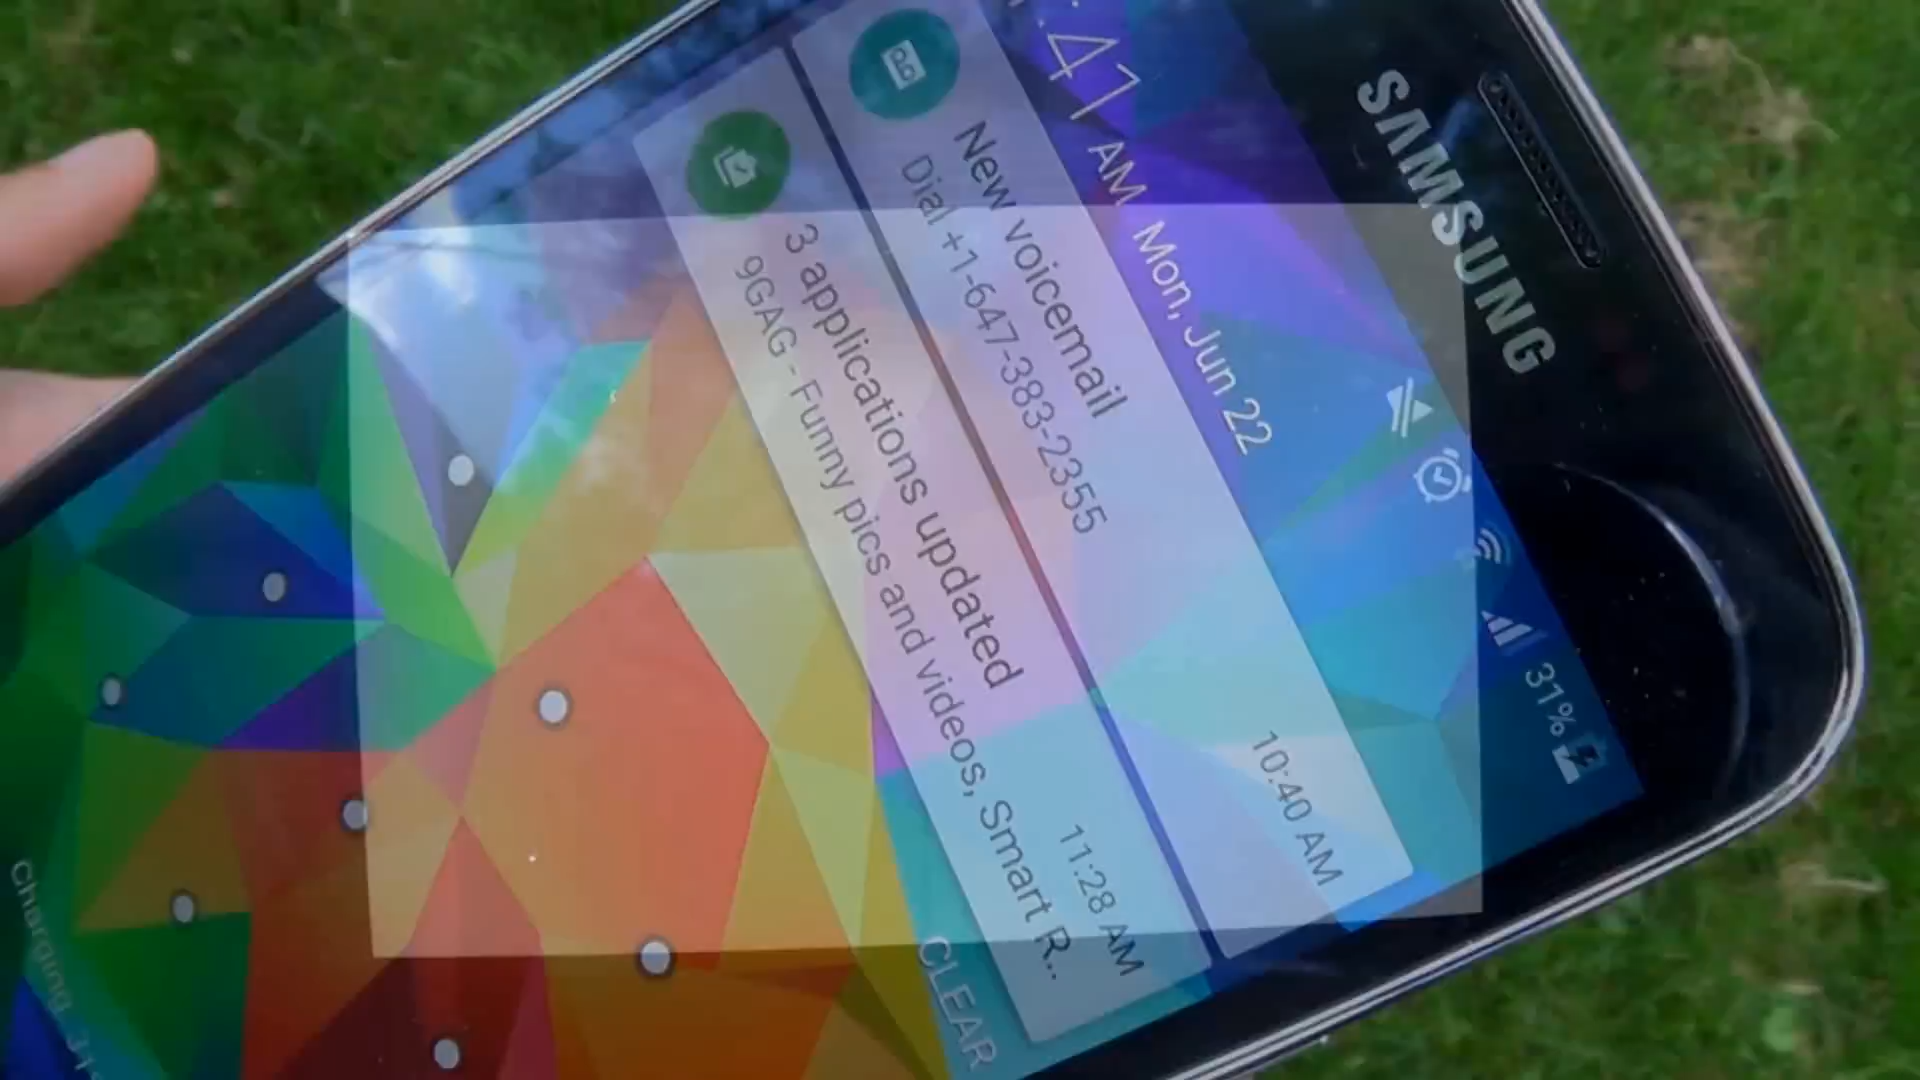 SAMSUNG
31%
41 AM Mon, Jun 22
New voicemail
10:40 AM
Dial +1-647-383-2355
3 applications updated
11:28 AM
9GAG - Funny pics and videos, Smart R..
CLEAR
Charging